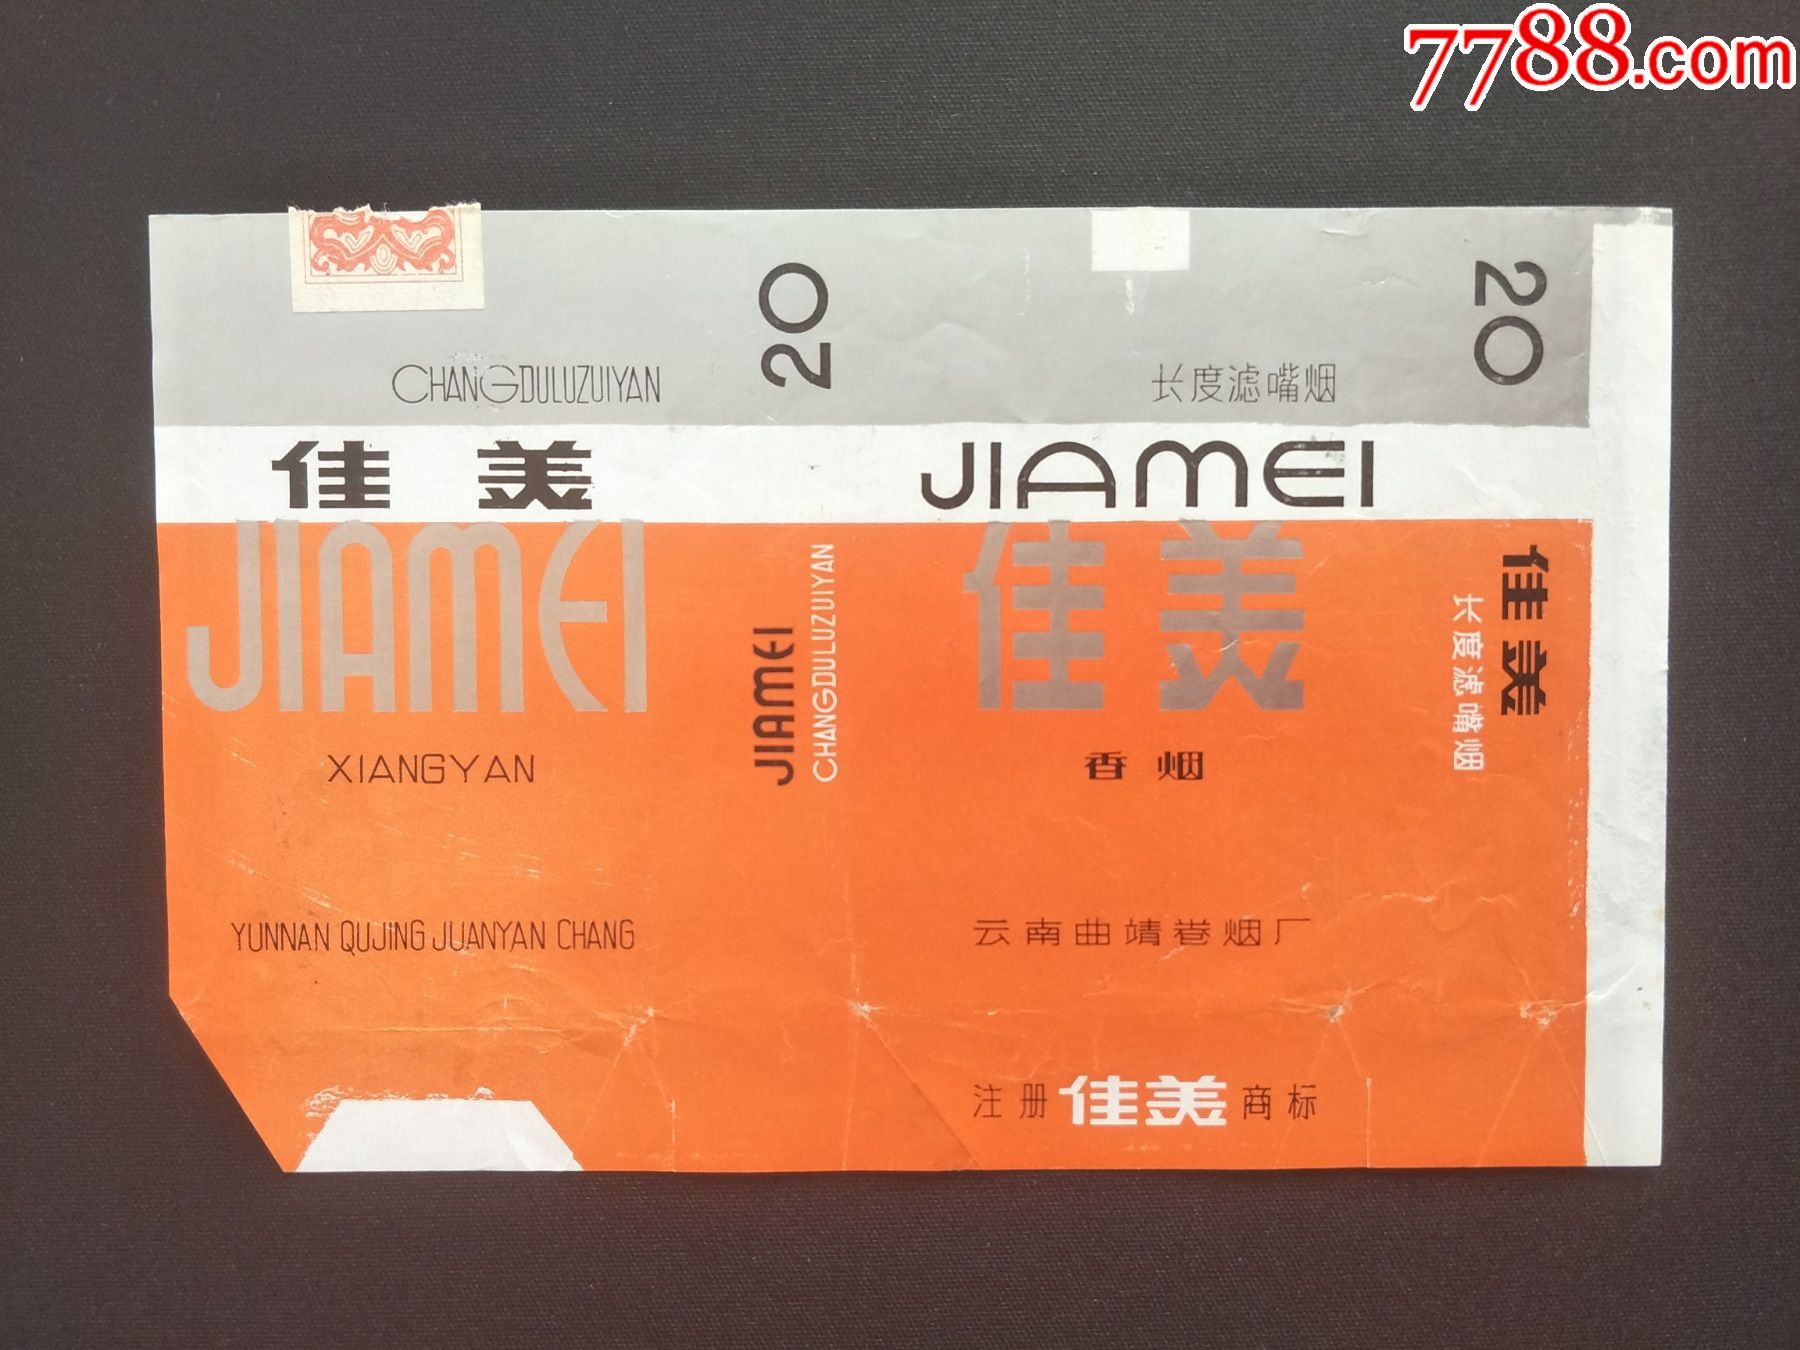 7788.com
CHANGDULUZUIYAN
20
长度滤嘴烟
20
佳美
JIAMEI
JIAMEI
佳美
XIANGYAN
香烟
JIAMEI
CHANGDULUZUIYAN
佳美
长度滤嘴烟
YUNNAN QUJING JUANYAN CHANG
云南曲靖卷烟厂
注册佳美商标